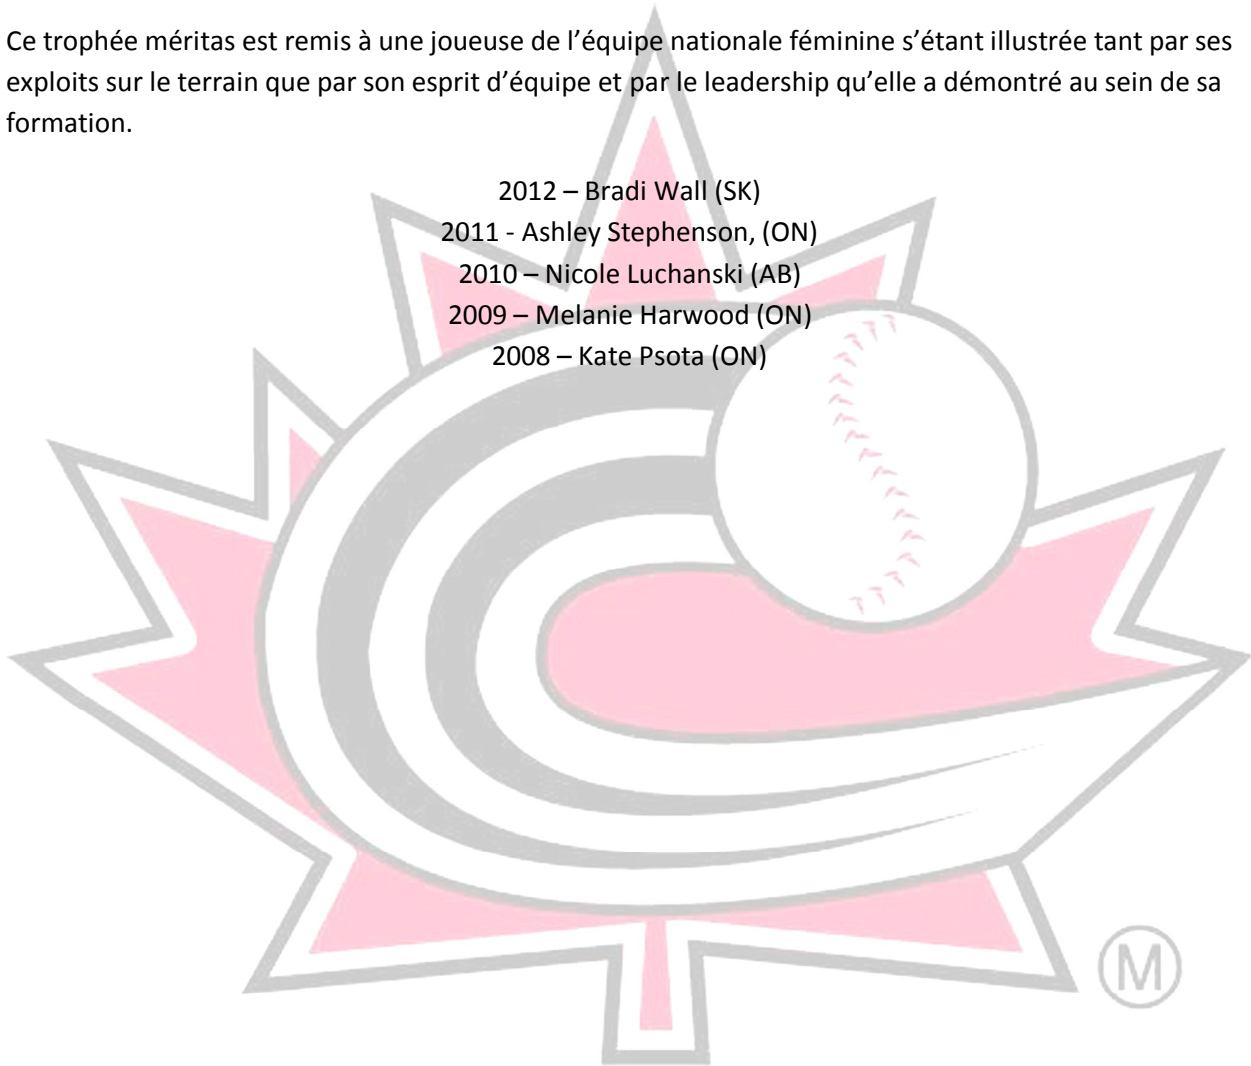 Ce trophée méritas est remis à une joueuse de l’équipe nationale féminine s’étant illustrée tant par ses
exploits sur le terrain que par son esprit d’équipe et par le leadership qu’elle a démontré au sein de sa
formation.
2012 – Bradi Wall (SK)
2011 - Ashley Stephenson, (ON)
2010 – Nicole Luchanski (AB)
2009 – Melanie Harwood (ON)
2008 – Kate Psota (ON)
M